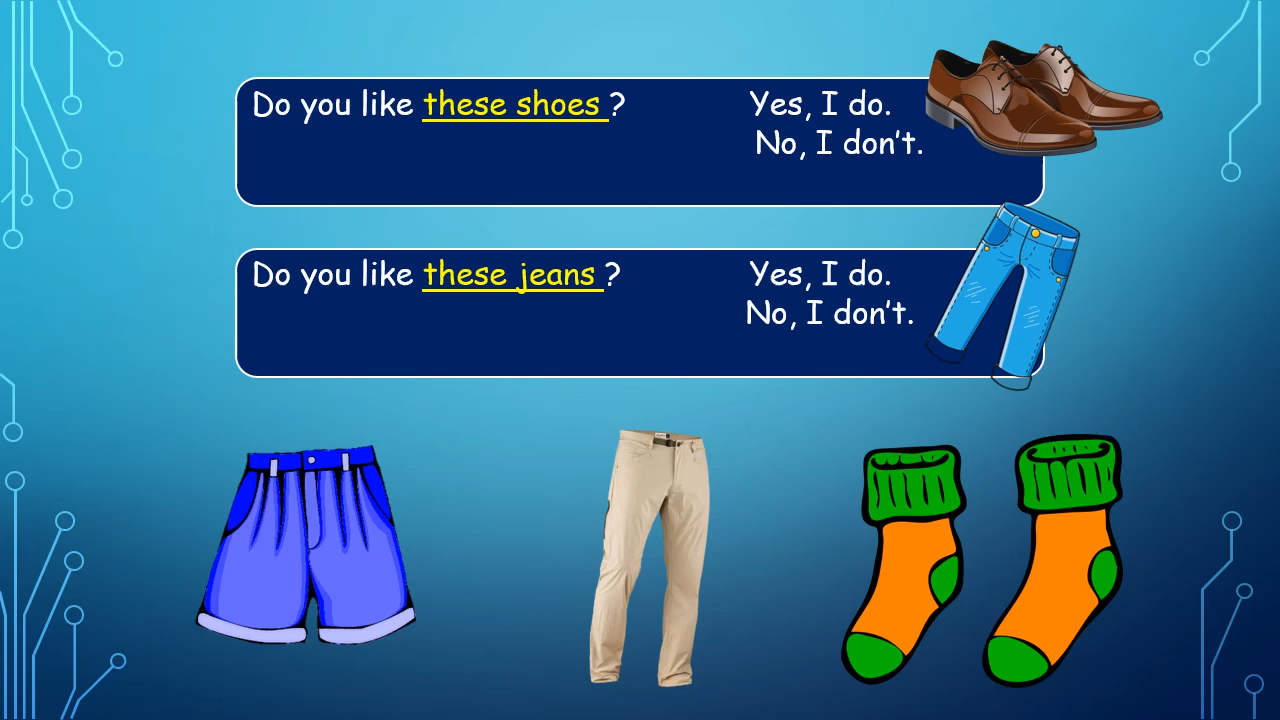 Do you like these shoes ? Yes, I do.
No, I don't.
Do you like these jeans ? Yes, I do.
No, I don't.